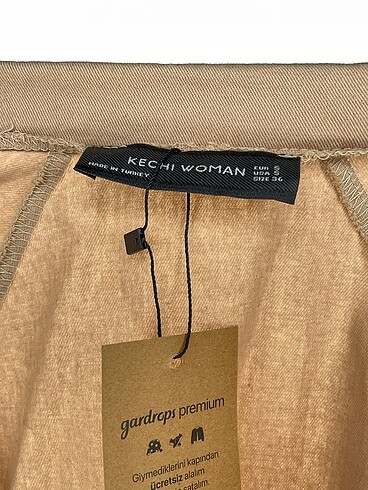 KECHI WOMAN
MADE IN TURKEY
EUR S
USA S
SIZE 36
gardrops premium
Giymediklerini kapından
ücretsiz alalım
satalım.